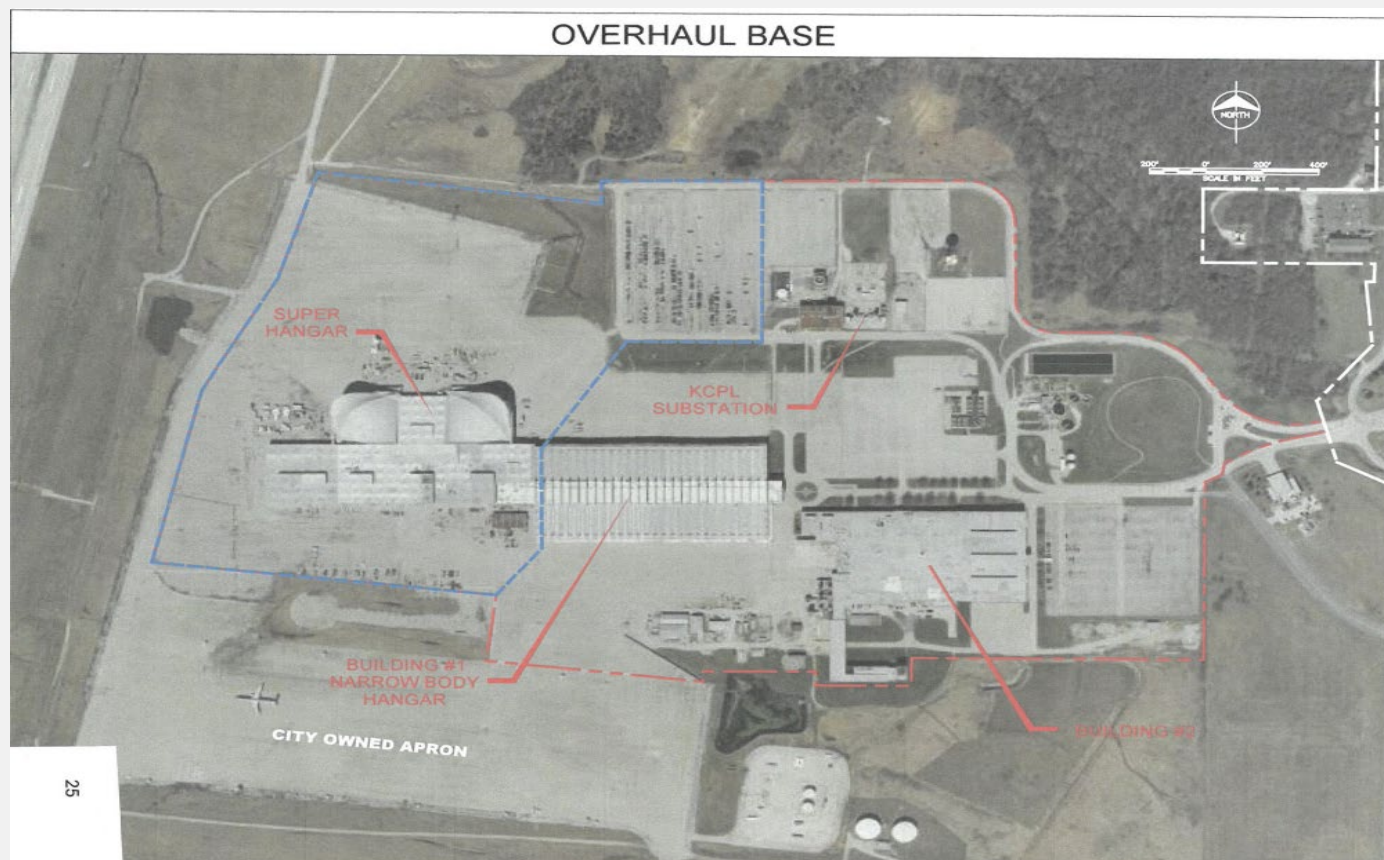 OVERHAUL BASE
NORTH
200' 0' 200' 400'
SCALE IN FEET
SUPER
HANGAR
KCPL
SUBSTATION
BUILDING #1
NARROW BODY
HANGAR
BUILDING #2
CITY OWNED APRON
25